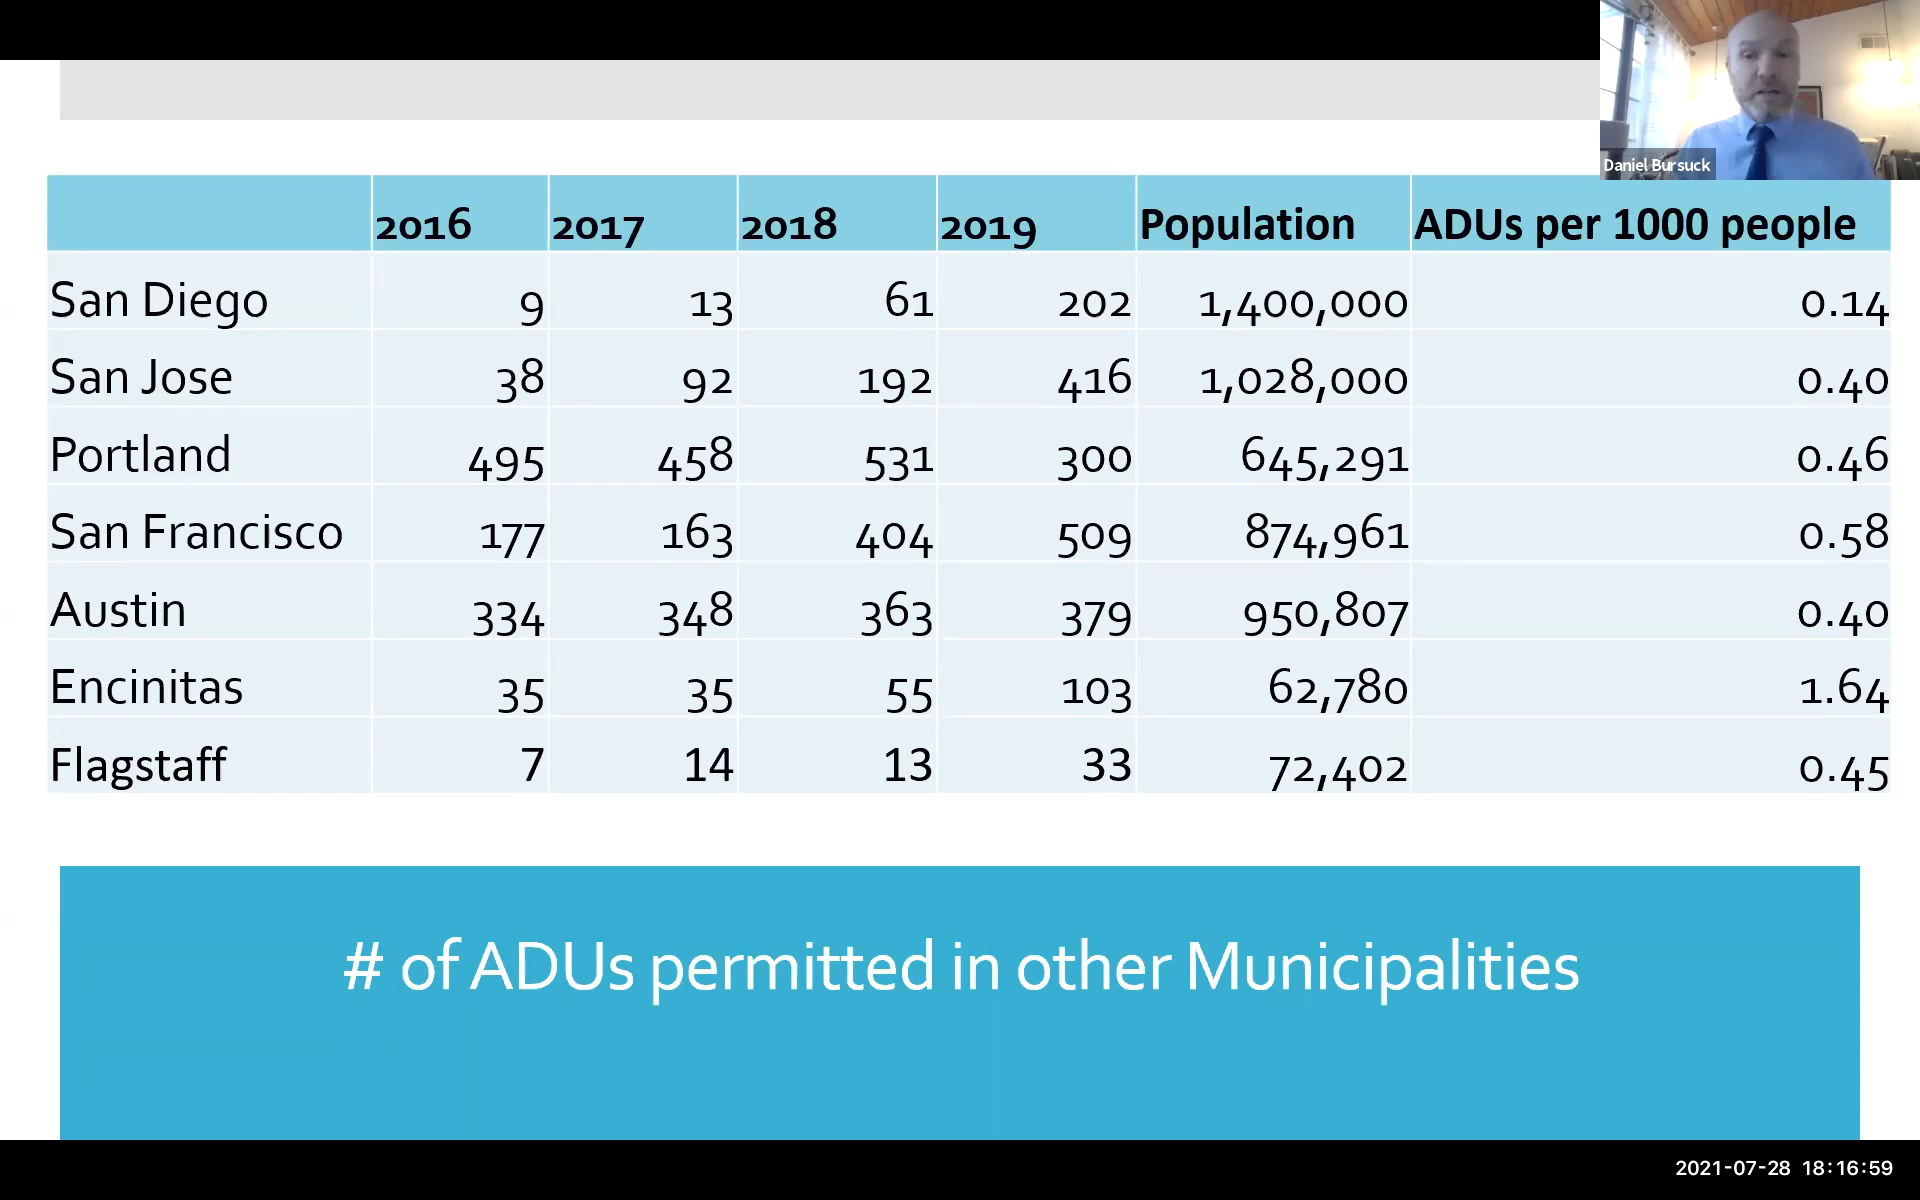 Daniel Bursuck
2016 2017 2018 2019 Population ADUs per 1000 people
San Diego 9 13 61 202 1,400,000 0.14
San Jose 38 92 192 416 1,028,000 0.40
Portland 495 458 531 300 645,291 0.46
San Francisco 177 163 404 509 874,961 0.58
Austin 334 348 363 379 950,807 0.40
Encinitas 35 35 55 103 62,780 1.64
Flagstaff 7 14 13 33 72,402 0.45
# of ADUs permitted in other Municipalities
2021-07-28 18:16:59